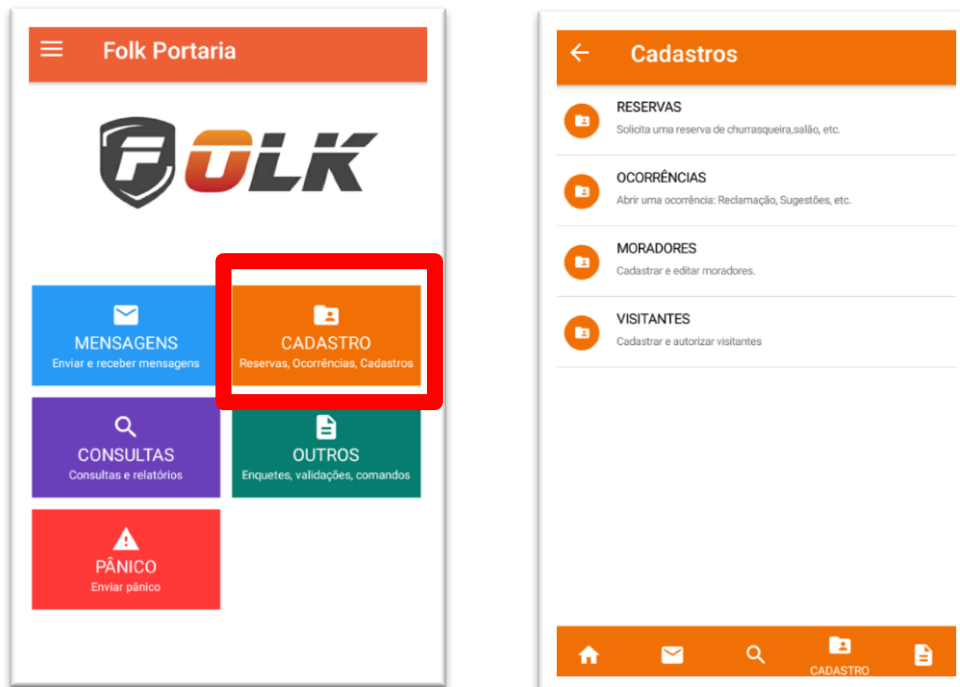 Folk Portaria
FOLK
MENSAGENS
Enviar e receber mensagens
CADASTRO
Reservas, Ocorrências, Cadastros
CONSULTAS
Consultas e relatórios
OUTROS
Enquetes, validações, comandos
PÂNICO
Enviar pânico
Cadastros
RESERVAS
Solicita uma reserva de churrasqueira,salão, etc.
OCORRÊNCIAS
Abrir uma ocorrência: Reclamação, Sugestões, etc.
MORADORES
Cadastrar e editar moradores.
VISITANTES
Cadastrar e autorizar visitantes
CADASTRO